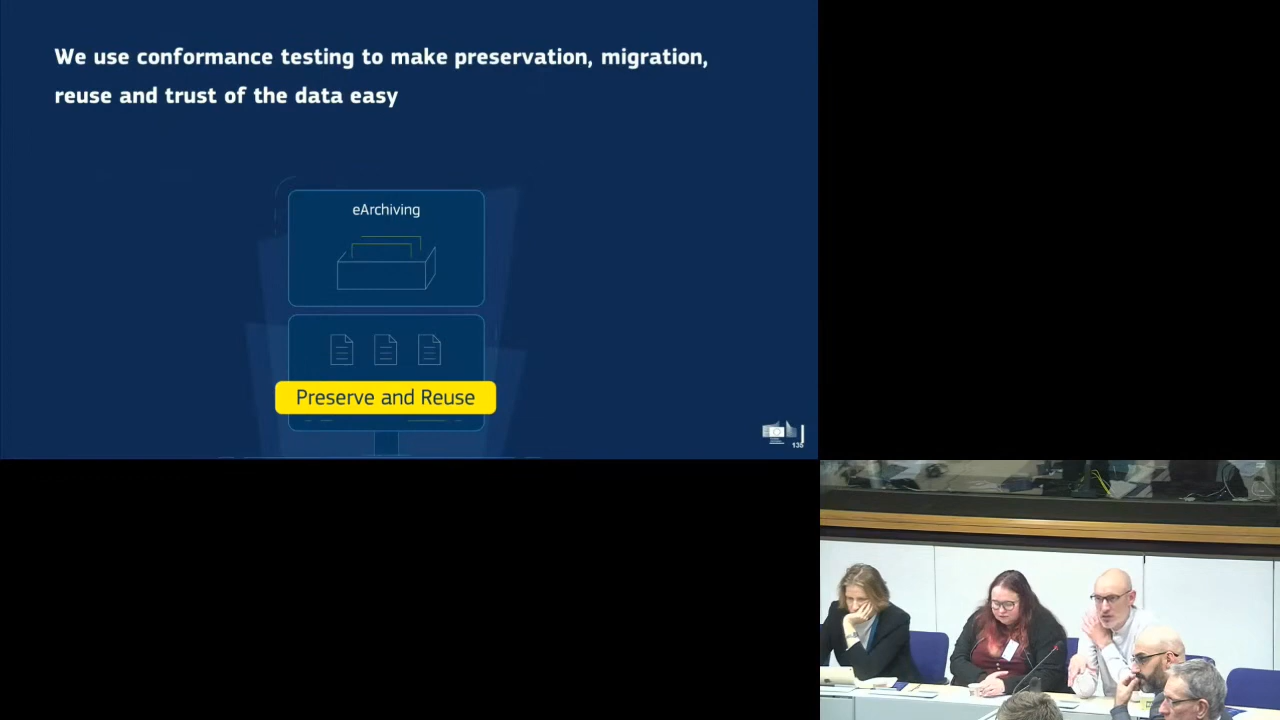 We use conformance testing to make preservation, migration,
reuse and trust of the data easy
eArchiving
Preserve and Reuse